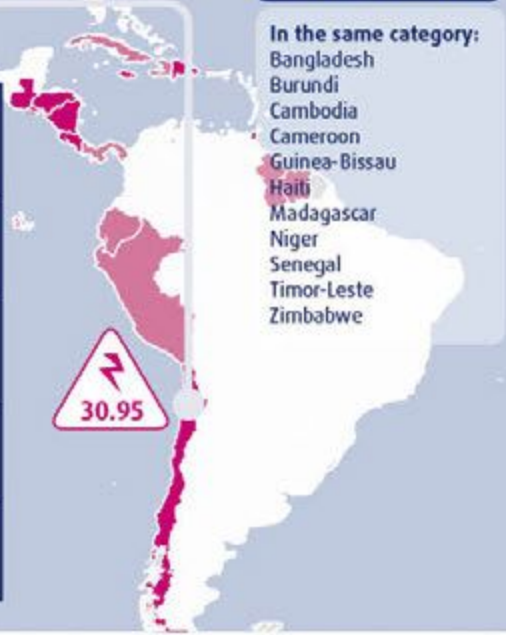 In the same category:
Bangladesh
Burundi
Cambodia
Cameroon
Guinea-Bissau
Haiti
Madagascar
Niger
Senegal
Timor-Leste
Zimbabwe
30.95